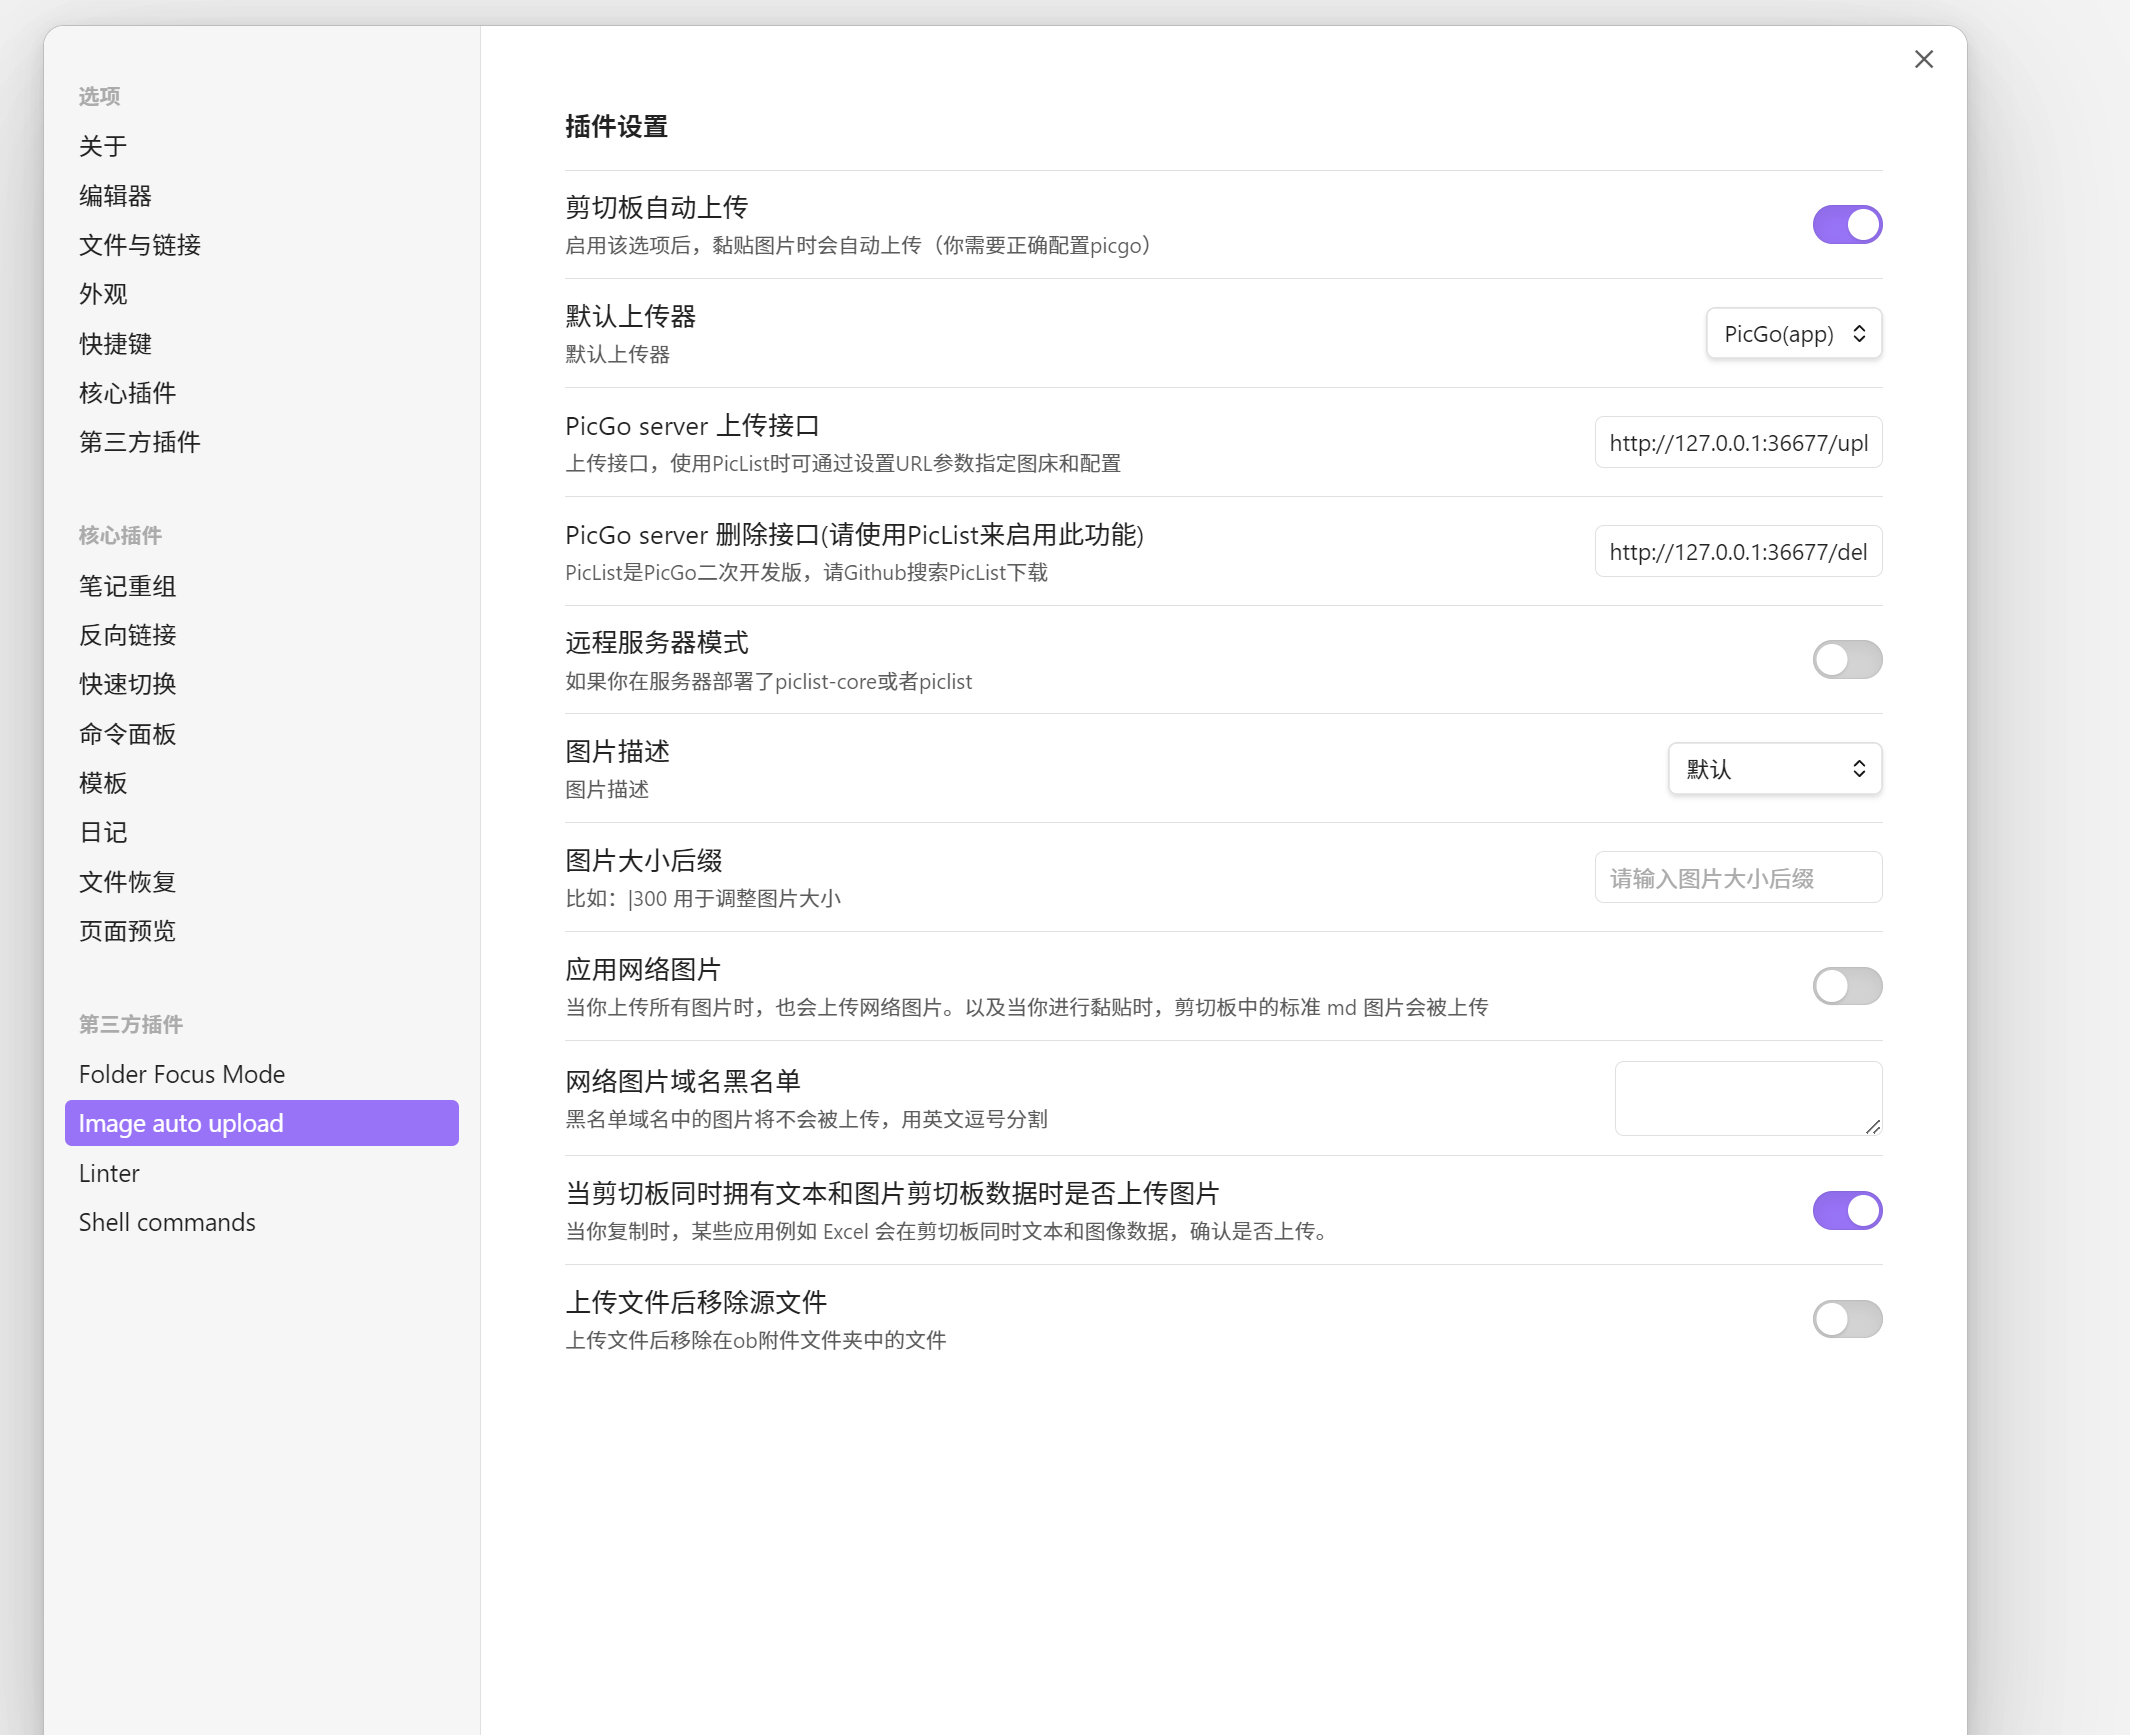 选项
关于
编辑器
文件与链接
外观
快捷键
核心插件
第三方插件
核心插件
笔记重组
反向链接
快速切换
命令面板
模板
日记
文件恢复
页面预览
第三方插件
Folder Focus Mode
Image auto upload
Linter
Shell commands
插件设置
剪切板自动上传
启用该选项后，黏贴图片时会自动上传（你需要正确配置picgo）
默认上传器
默认上传器
PicGo(app)
PicGo server 上传接口
上传接口，使用PicList时可通过设置URL参数指定图床和配置
http://127.0.0.1:36677/upl
PicGo server 删除接口(请使用PicList来启用此功能)
PicList是PicGo二次开发版，请Github搜索PicList下载
http://127.0.0.1:36677/del
远程服务器模式
如果你在服务器部署了piclist-core或者piclist
图片描述
图片描述
默认
图片大小后缀
比如：|300 用于调整图片大小
请输入图片大小后缀
应用网络图片
当你上传所有图片时，也会上传网络图片。以及当你进行黏贴时，剪切板中的标准 md 图片会被上传
网络图片域名黑名单
黑名单域名中的图片将不会被上传，用英文逗号分割
当剪切板同时拥有文本和图片剪切板数据时是否上传图片
当你复制时，某些应用例如 Excel 会在剪切板同时文本和图像数据，确认是否上传。
上传文件后移除源文件
上传文件后移除在ob附件文件夹中的文件